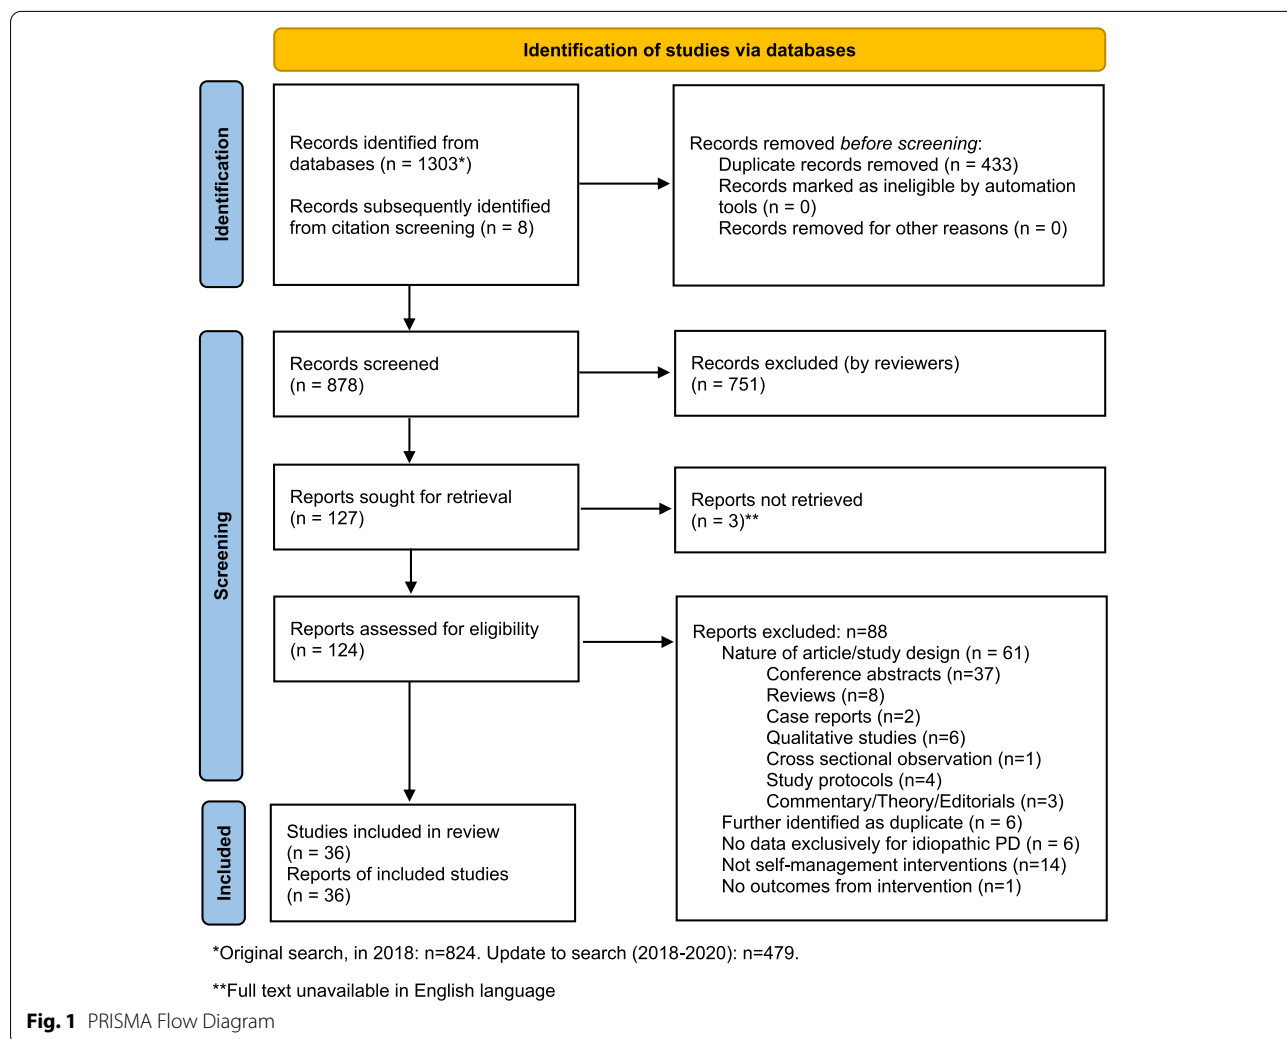 Identification of studies via databases
Identification
Records identified from
databases (n = 1303*)
Records subsequently identified
from citation screening (n = 8)
Records removed before screening:
Duplicate records removed (n = 433)
Records marked as ineligible by automation
tools (n = 0)
Records removed for other reasons (n = 0)
Screening
Records screened
(n = 878)
Records excluded (by reviewers)
(n = 751)
Reports sought for retrieval
(n = 127)
Reports not retrieved
(n = 3)**
Reports assessed for eligibility
(n = 124)
Reports excluded: n=88
Nature of article/study design (n = 61)
Conference abstracts (n=37)
Reviews (n=8)
Case reports (n=2)
Qualitative studies (n=6)
Cross sectional observation (n=1)
Study protocols (n=4)
Commentary/Theory/Editorials (n=3)
Further identified as duplicate (n = 6)
No data exclusively for idiopathic PD (n = 6)
Not self-management interventions (n=14)
No outcomes from intervention (n=1)
Included
Studies included in review
(n = 36)
Reports of included studies
(n = 36)
*Original search, in 2018: n=824. Update to search (2018-2020): n=479.
**Full text unavailable in English language
Fig. 1 PRISMA Flow Diagram